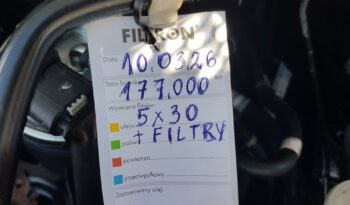 FILTRON
Data: 10.03.26
Stan licznika 177.000 km
Wymiana filtrów:
5x30
oleju
+ FILTRY
paliwa
powietrza
przeciwpyłkowy
Zastosowany olej: